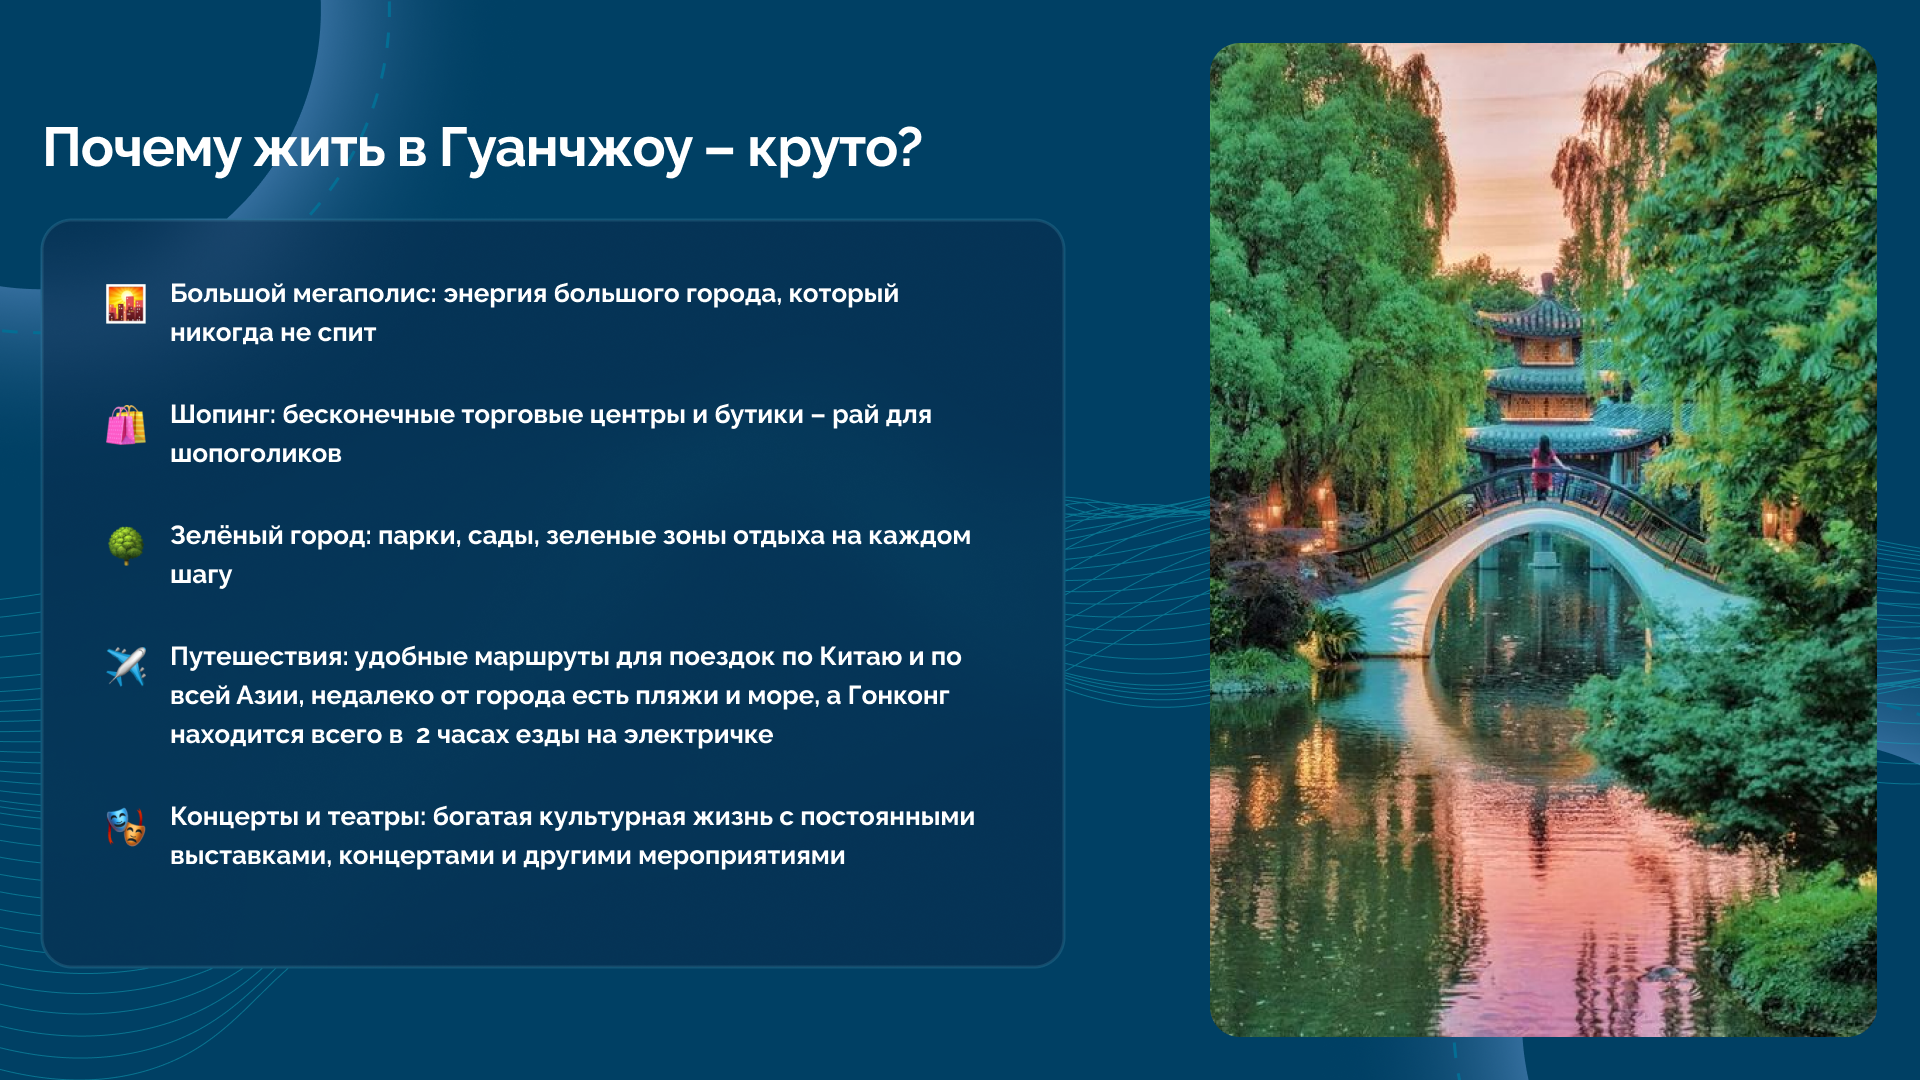 Почему жить в Гуанчжоу – круто?
Большой мегаполис: энергия большого города, который
никогда не спит
Шопинг: бесконечные торговые центры и бутики – рай для
шопоголиков
Зелёный город: парки, сады, зеленые зоны отдыха на каждом
шагу
Путешествия: удобные маршруты для поездок по Китаю и по
всей Азии, недалеко от города есть пляжи и море, а Гонконг
находится всего в  2 часах езды на электричке
Концерты и театры: богатая культурная жизнь с постоянными
выставками, концертами и другими мероприятиями